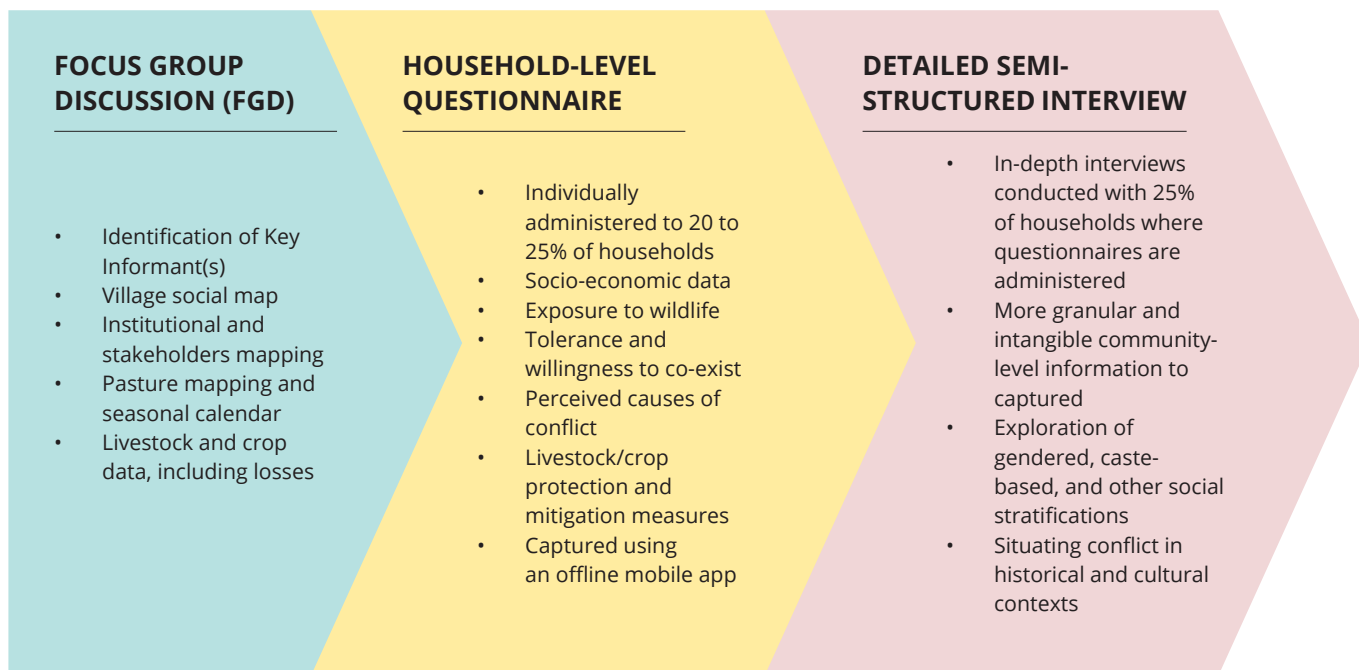 FOCUS GROUP
DISCUSSION (FGD)
• Identification of Key
Informant(s)
• Village social map
• Institutional and
stakeholders mapping
• Pasture mapping and
seasonal calendar
• Livestock and crop
data, including losses
HOUSEHOLD-LEVEL
QUESTIONNAIRE
• Individually
administered to 20 to
25% of households
• Socio-economic data
• Exposure to wildlife
• Tolerance and
willingness to co-exist
• Perceived causes of
conflict
• Livestock/crop
protection and
mitigation measures
• Captured using
an offline mobile app
DETAILED SEMI-
STRUCTURED INTERVIEW
• In-depth interviews
conducted with 25%
of households where
questionnaires are
administered
• More granular and
intangible community-
level information to
captured
• Exploration of
gendered, caste-
based, and other social
stratifications
• Situating conflict in
historical and cultural
contexts